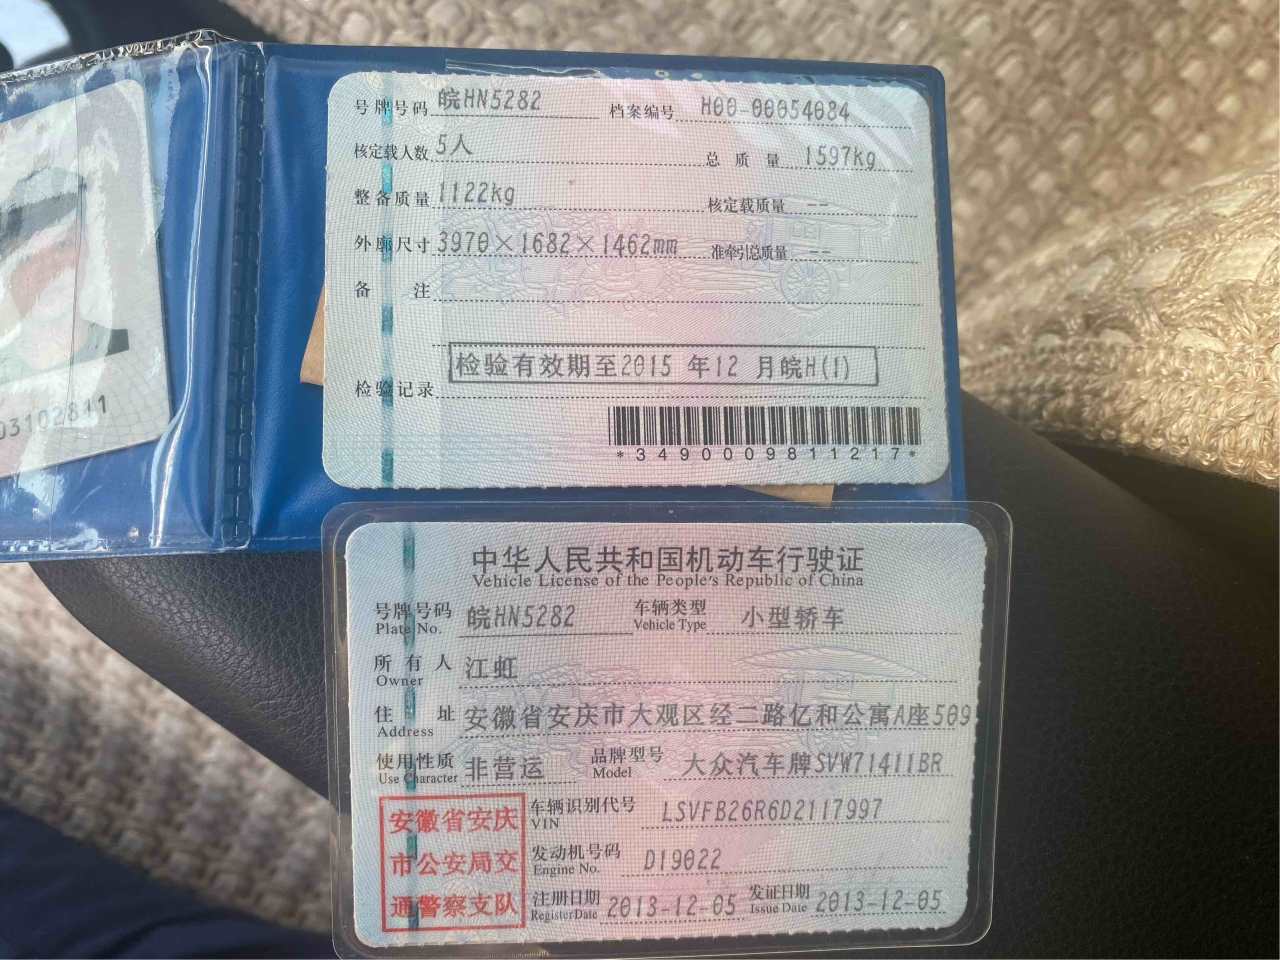 号牌号码 皖HN5282 档案编号 H00-00054084
核定载人数 5人 总质量 1597kg
整备质量 1122kg 核定载质量 --
外廓尺寸 3970×1682×1462mm 准牵引总质量 --
备注
检验有效期至2015 年12 月皖H(1)
检验记录
*3490009811217*
03102811
中华人民共和国机动车行驶证
Vehicle License of the People's Republic of China
号牌号码 皖HN5282 车辆类型 小型轿车
Plate No. Vehicle Type
所有人 江虹
Owner
住址 安徽省安庆市大观区经二路亿和公寓A座509
Address
使用性质 非营运 品牌型号 大众汽车牌SVW71411BR
Use Character Model
安徽省安庆
市公安局交
通警察支队
车辆识别代号 LSVFB26R6D2117997
VIN
发动机号码 D19022
Engine No.
注册日期 2013-12-05 发证日期 2013-12-05
Register Date Issue Date